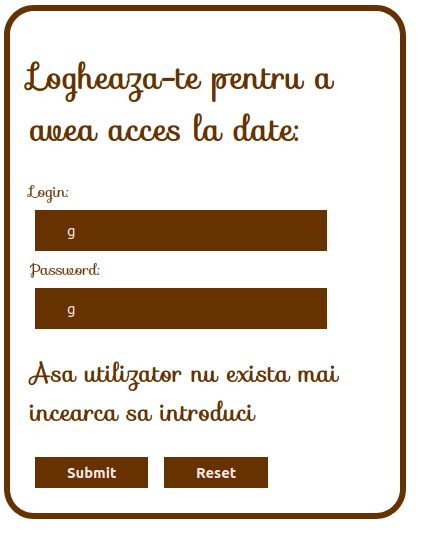 Logheaza-te pentru a
avea acces la date:
Login:
g
Password:
g
Asa utilizator nu exista mai
incearca sa introduci
Submit Reset